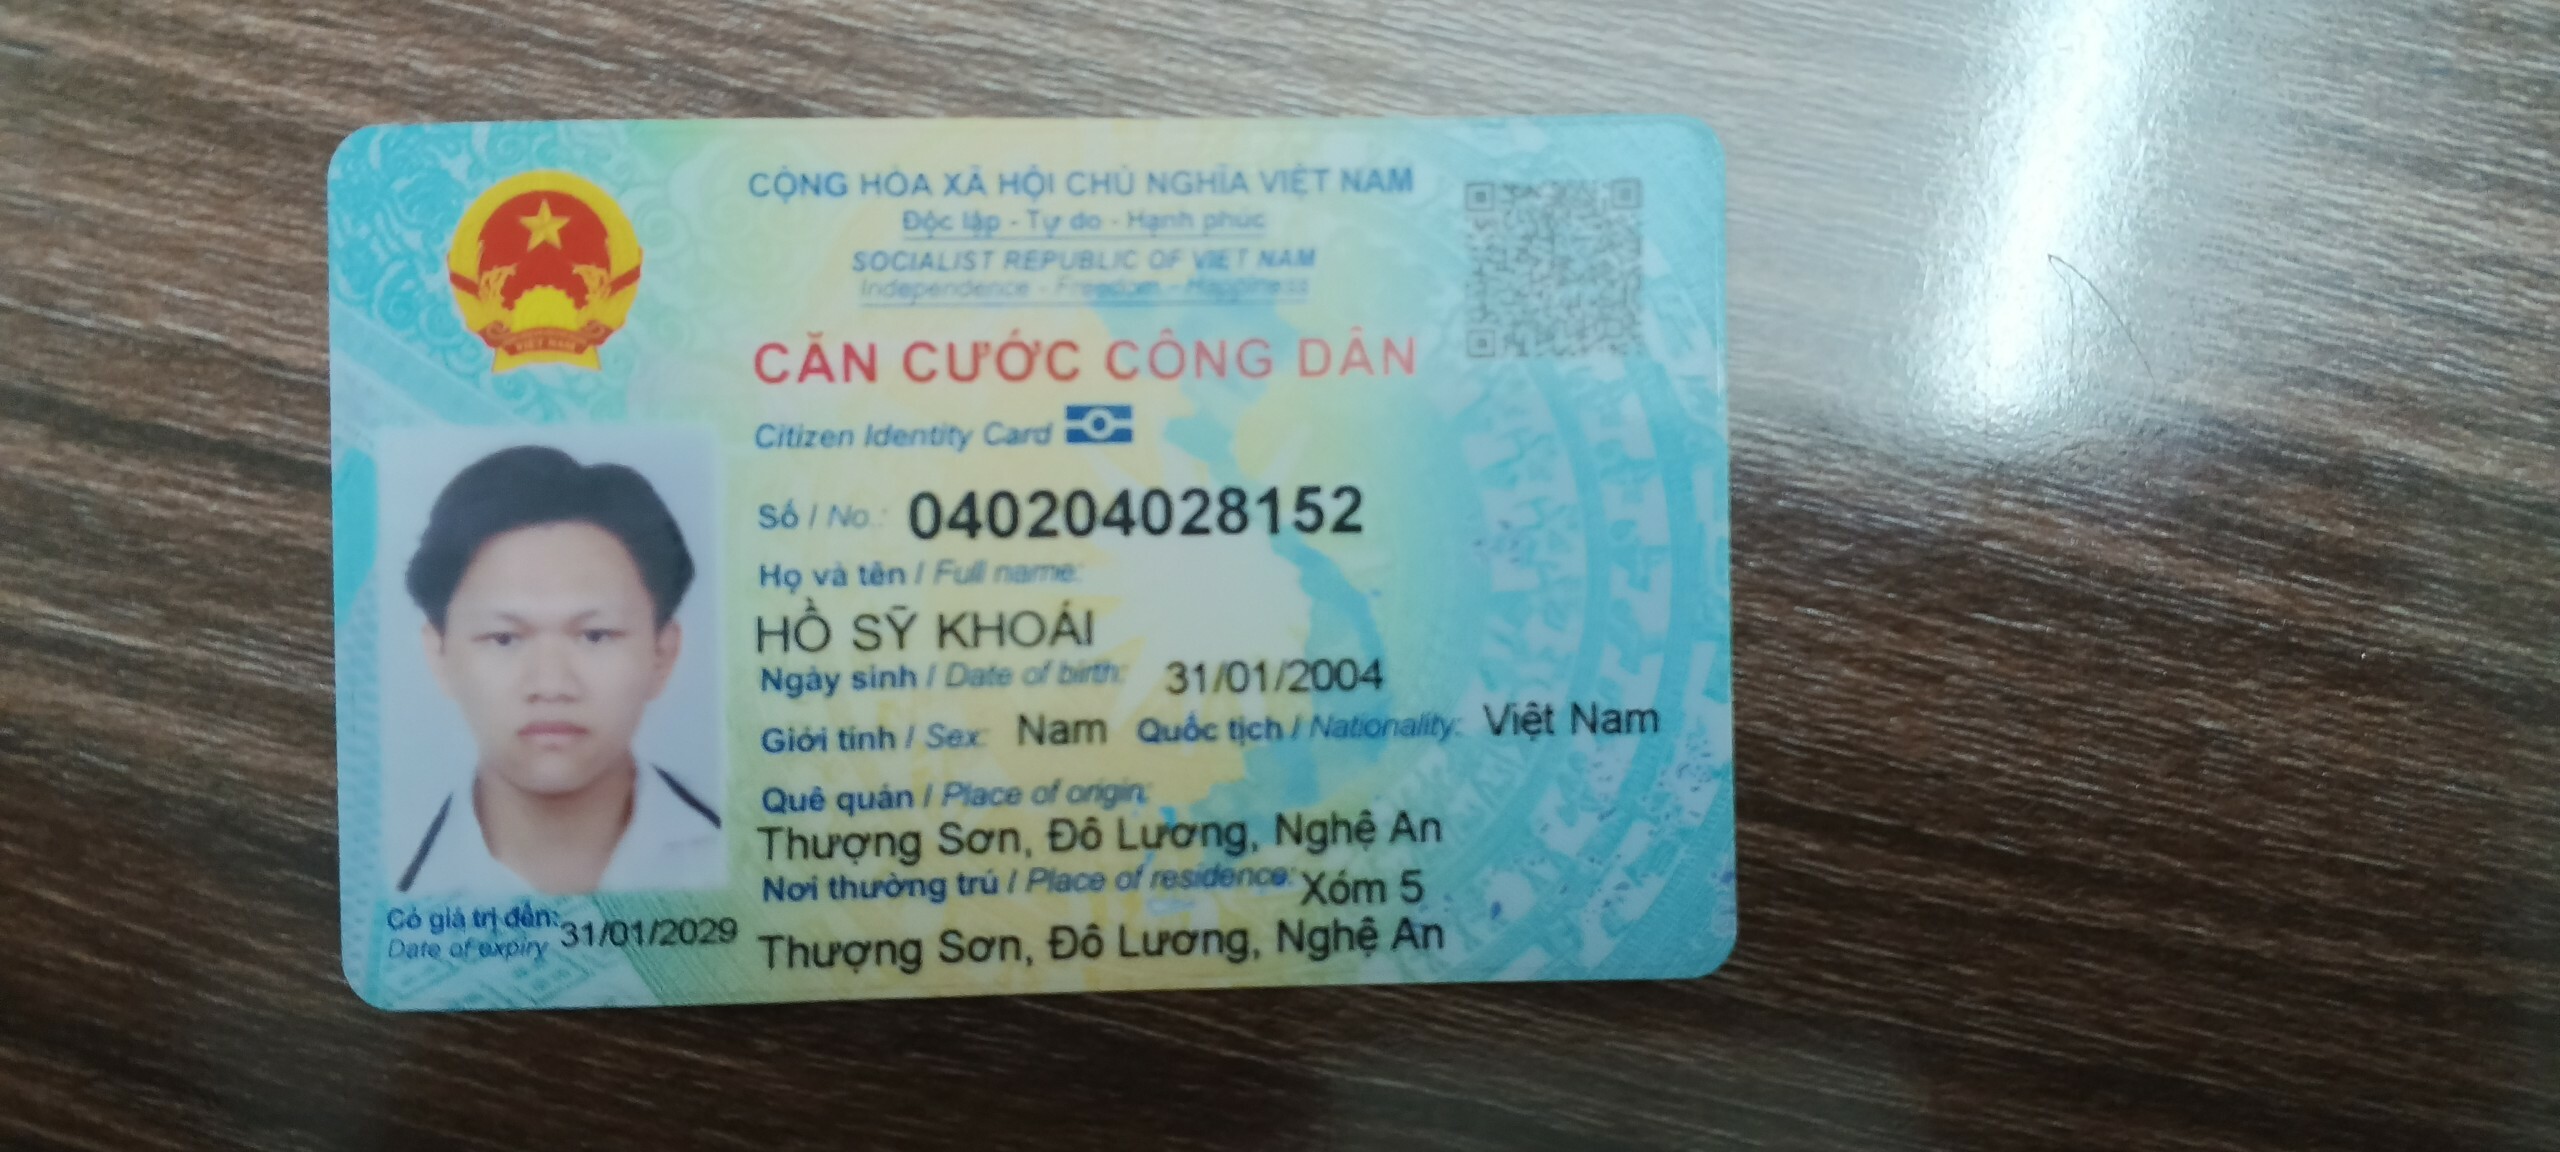 CỘNG HÒA XÃ HỘI CHỦ NGHĨA VIỆT NAM
Độc lập - Tự do - Hạnh phúc
SOCIALIST REPUBLIC OF VIET NAM
Independence - Freedom - Happiness
CĂN CƯỚC CÔNG DÂN
Citizen Identity Card
Số / No.: 040204028152
Họ và tên / Full name:
HỒ SỸ KHOÁI
Ngày sinh / Date of birth: 31/01/2004
Giới tính / Sex: Nam Quốc tịch / Nationality: Việt Nam
Quê quán / Place of origin:
Thượng Sơn, Đô Lương, Nghệ An
Nơi thường trú / Place of residence: Xóm 5
Thượng Sơn, Đô Lương, Nghệ An
Có giá trị đến: 31/01/2029
Date of expiry
VIỆT NAM